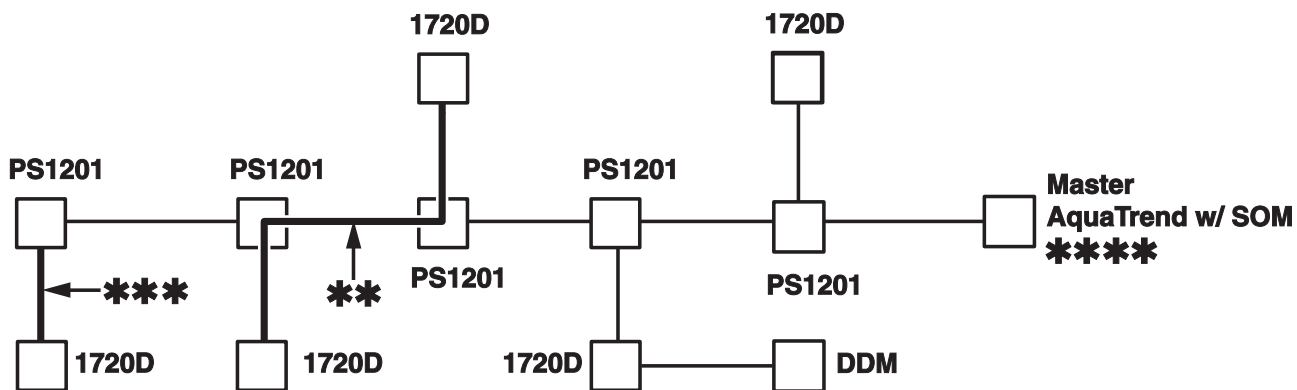 1720D
1720D
PS1201
PS1201
PS1201
Master
AquaTrend w/ SOM
****
PS1201
PS1201
***
**
1720D
1720D
1720D
DDM